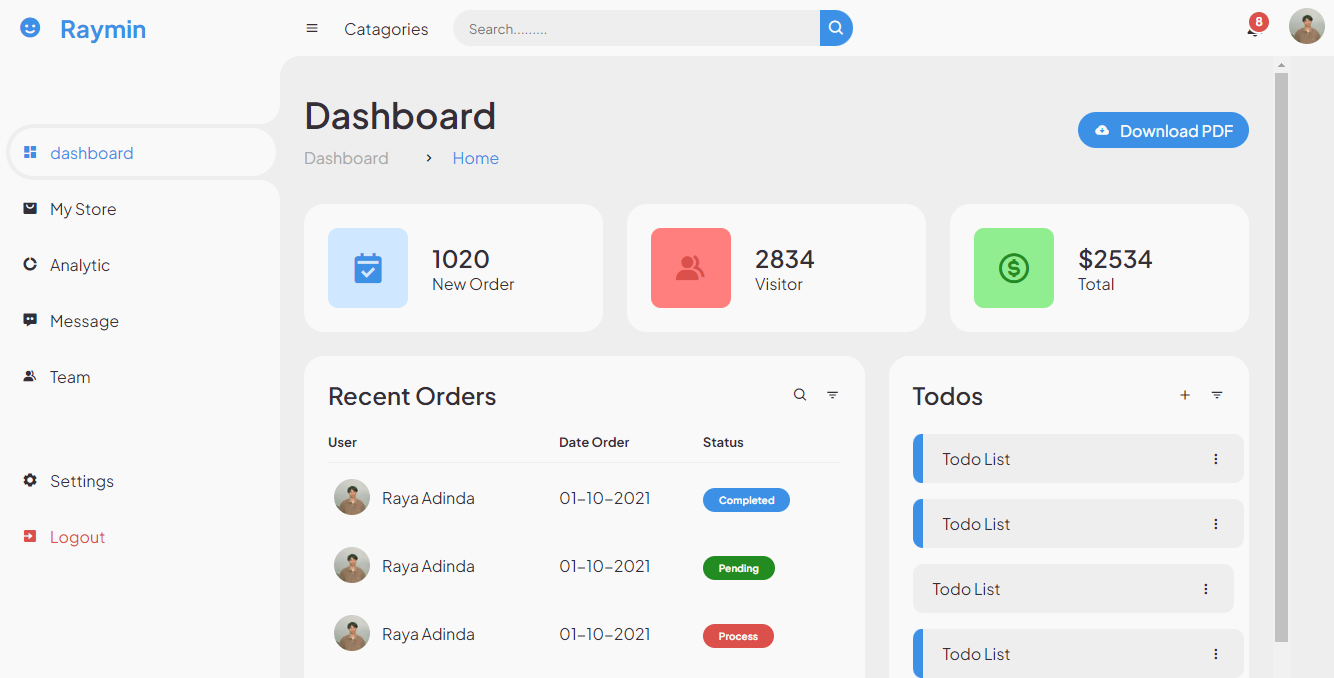 Raymin
Catagories
Search.........
8
dashboard
My Store
Analytic
Message
Team
Settings
Logout
Dashboard
Dashboard > Home
Download PDF
1020
New Order
2834
Visitor
$2534
Total
Recent Orders
User Date Order Status
Raya Adinda 01-10-2021 Completed
Raya Adinda 01-10-2021 Pending
Raya Adinda 01-10-2021 Process
Todos
Todo List
Todo List
Todo List
Todo List